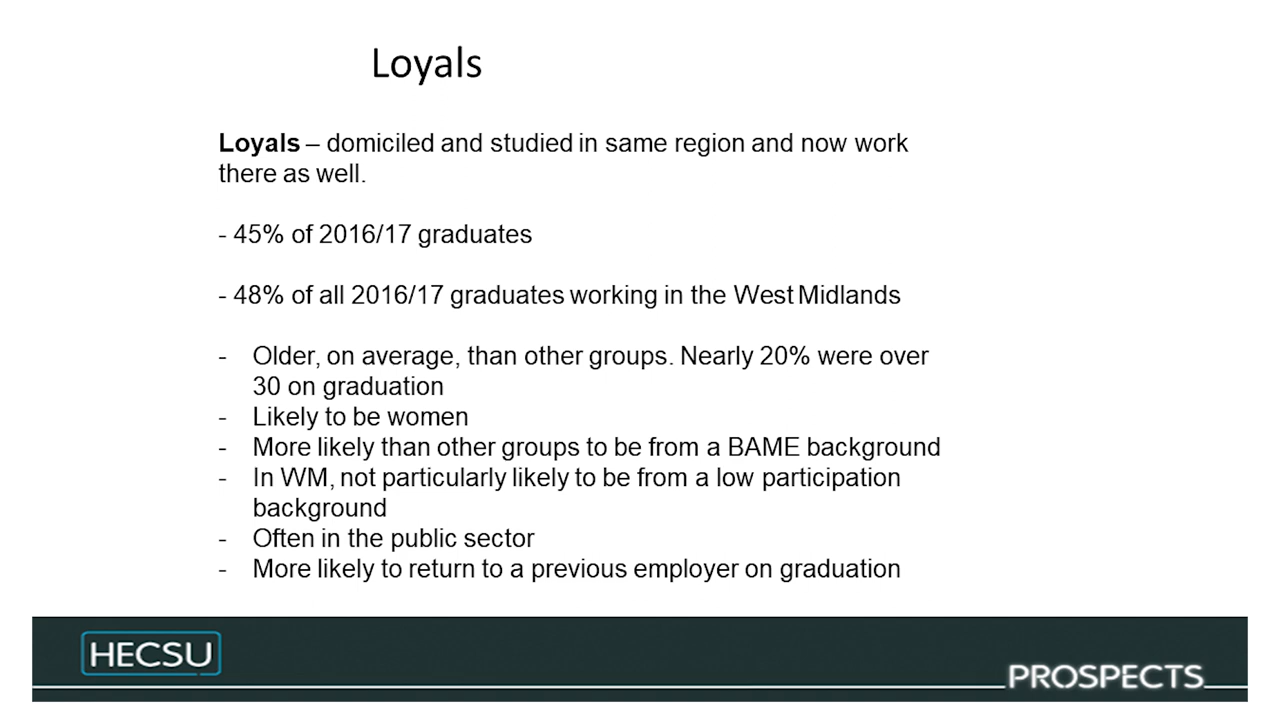 Loyals
Loyals – domiciled and studied in same region and now work
there as well.
- 45% of 2016/17 graduates
- 48% of all 2016/17 graduates working in the West Midlands
- Older, on average, than other groups. Nearly 20% were over
30 on graduation
- Likely to be women
- More likely than other groups to be from a BAME background
- In WM, not particularly likely to be from a low participation
background
- Often in the public sector
- More likely to return to a previous employer on graduation
HECSU
PROSPECTS